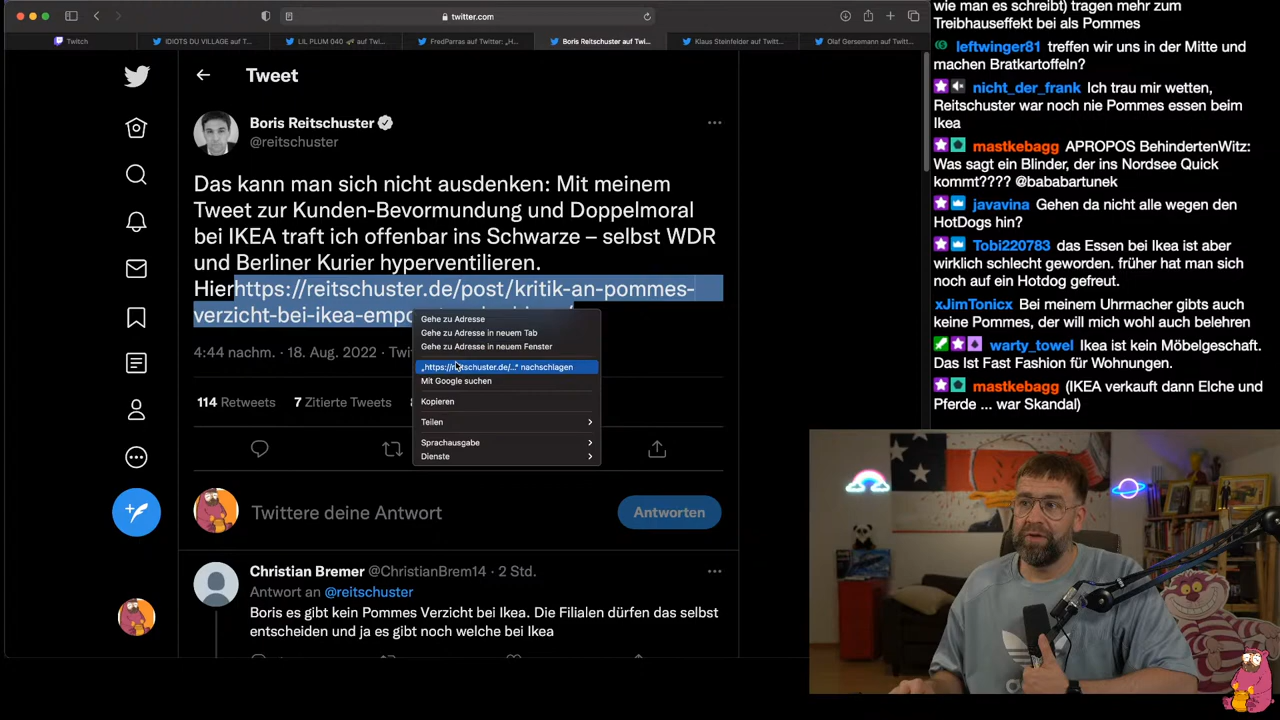 twitter.com
Twitch
IDIOTS DU VILLAGE auf T...
LIL PLUM 040 🛹 auf Twi...
FredParras auf Twitter: „H...
Boris Reitschuster auf Twi...
Klaus Steinfelder auf Twitt...
Olaf Gersemann auf Twitt...
Tweet
Boris Reitschuster
@reitschuster
Das kann man sich nicht ausdenken: Mit meinem
Tweet zur Kunden-Bevormundung und Doppelmoral
bei IKEA traft ich offenbar ins Schwarze – selbst WDR
und Berliner Kurier hyperventilieren.
Hierhttps://reitschuster.de/post/kritik-an-pommes-
verzicht-bei-ikea-empo
4:44 nachm. · 18. Aug. 2022 · Twi
114 Retweets 7 Zitierte Tweets
Gehe zu Adresse
Gehe zu Adresse in neuem Tab
Gehe zu Adresse in neuem Fenster
„https://reitschuster.de/...“ nachschlagen
Mit Google suchen
Kopieren
Teilen
Sprachausgabe
Dienste
Twittere deine Antwort
Antworten
Christian Bremer @ChristianBrem14 · 2 Std.
Antwort an @reitschuster
Boris es gibt kein Pommes Verzicht bei Ikea. Die Filialen dürfen das selbst
entscheiden und ja es gibt noch welche bei Ikea
wie man es schreibt) tragen mehr zum
Treibhauseffekt bei als Pommes
leftwinger81 treffen wir uns in der Mitte und
machen Bratkartoffeln?
nicht_der_frank Ich trau mir wetten,
Reitschuster war noch nie Pommes essen beim
Ikea
mastkebagg APROPOS BehindertenWitz:
Was sagt ein Blinder, der ins Nordsee Quick
kommt???? @bababartunek
javavina Gehen da nicht alle wegen den
HotDogs hin?
Tobi220783 das Essen bei Ikea ist aber
wirklich schlecht geworden. früher hat man sich
noch auf ein Hotdog gefreut.
xJimTonicx Bei meinem Uhrmacher gibts auch
keine Pommes, der will mich wohl auch belehren
warty_towel Ikea ist kein Möbelgeschäft.
Das Ist Fast Fashion für Wohnungen.
mastkebagg (IKEA verkauft dann Elche und
Pferde ... war Skandal)